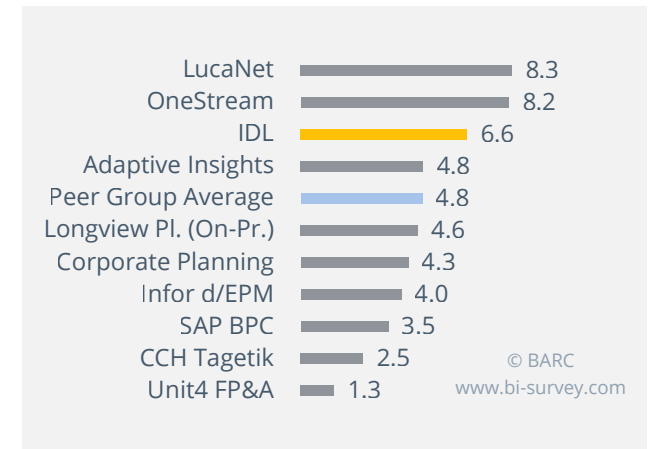 LucaNet 8.3
OneStream 8.2
IDL 6.6
Adaptive Insights 4.8
Peer Group Average 4.8
Longview Pl. (On-Pr.) 4.6
Corporate Planning 4.3
Infor d/EPM 4.0
SAP BPC 3.5
CCH Tagetik 2.5
© BARC
Unit4 FP&A 1.3
www.bi-survey.com